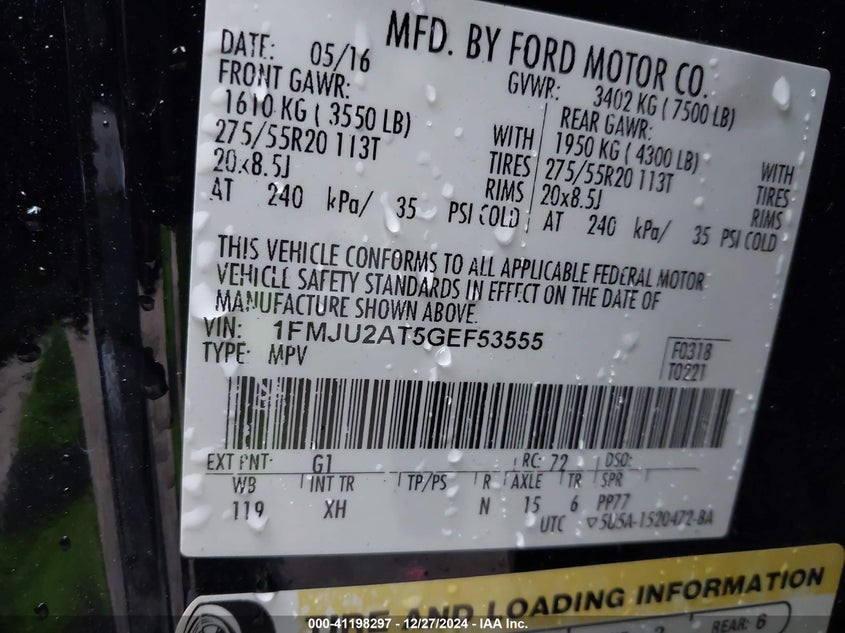 MFD. BY FORD MOTOR CO.
DATE: 05/16
GVWR: 3402 KG ( 7500 LB)
FRONT GAWR:
1610 KG ( 3550 LB) WITH
275/55R20 113T TIRES
20x8.5J RIMS
AT 240 kPa/ 35 PSI COLD
REAR GAWR:
1950 KG ( 4300 LB) WITH
275/55R20 113T TIRES
20x8.5J RIMS
AT 240 kPa/ 35 PSI COLD
THIS VEHICLE CONFORMS TO ALL APPLICABLE FEDERAL MOTOR
VEHICLE SAFETY STANDARDS IN EFFECT ON THE DATE OF
MANUFACTURE SHOWN ABOVE.
VIN: 1FMJU2AT5GEF53555
TYPE: MPV
F0318
T0221
EXT PNT: G1 RC: 72 DSO:
WB INT TR TP/PS R AXLE TR SPR
119 XH N 15 6 PP77
UTC 5U5A-1520472-BA
TIRE AND LOADING INFORMATION
REAR: 6
000-41198297 - 12/27/2024 - IAA Inc.